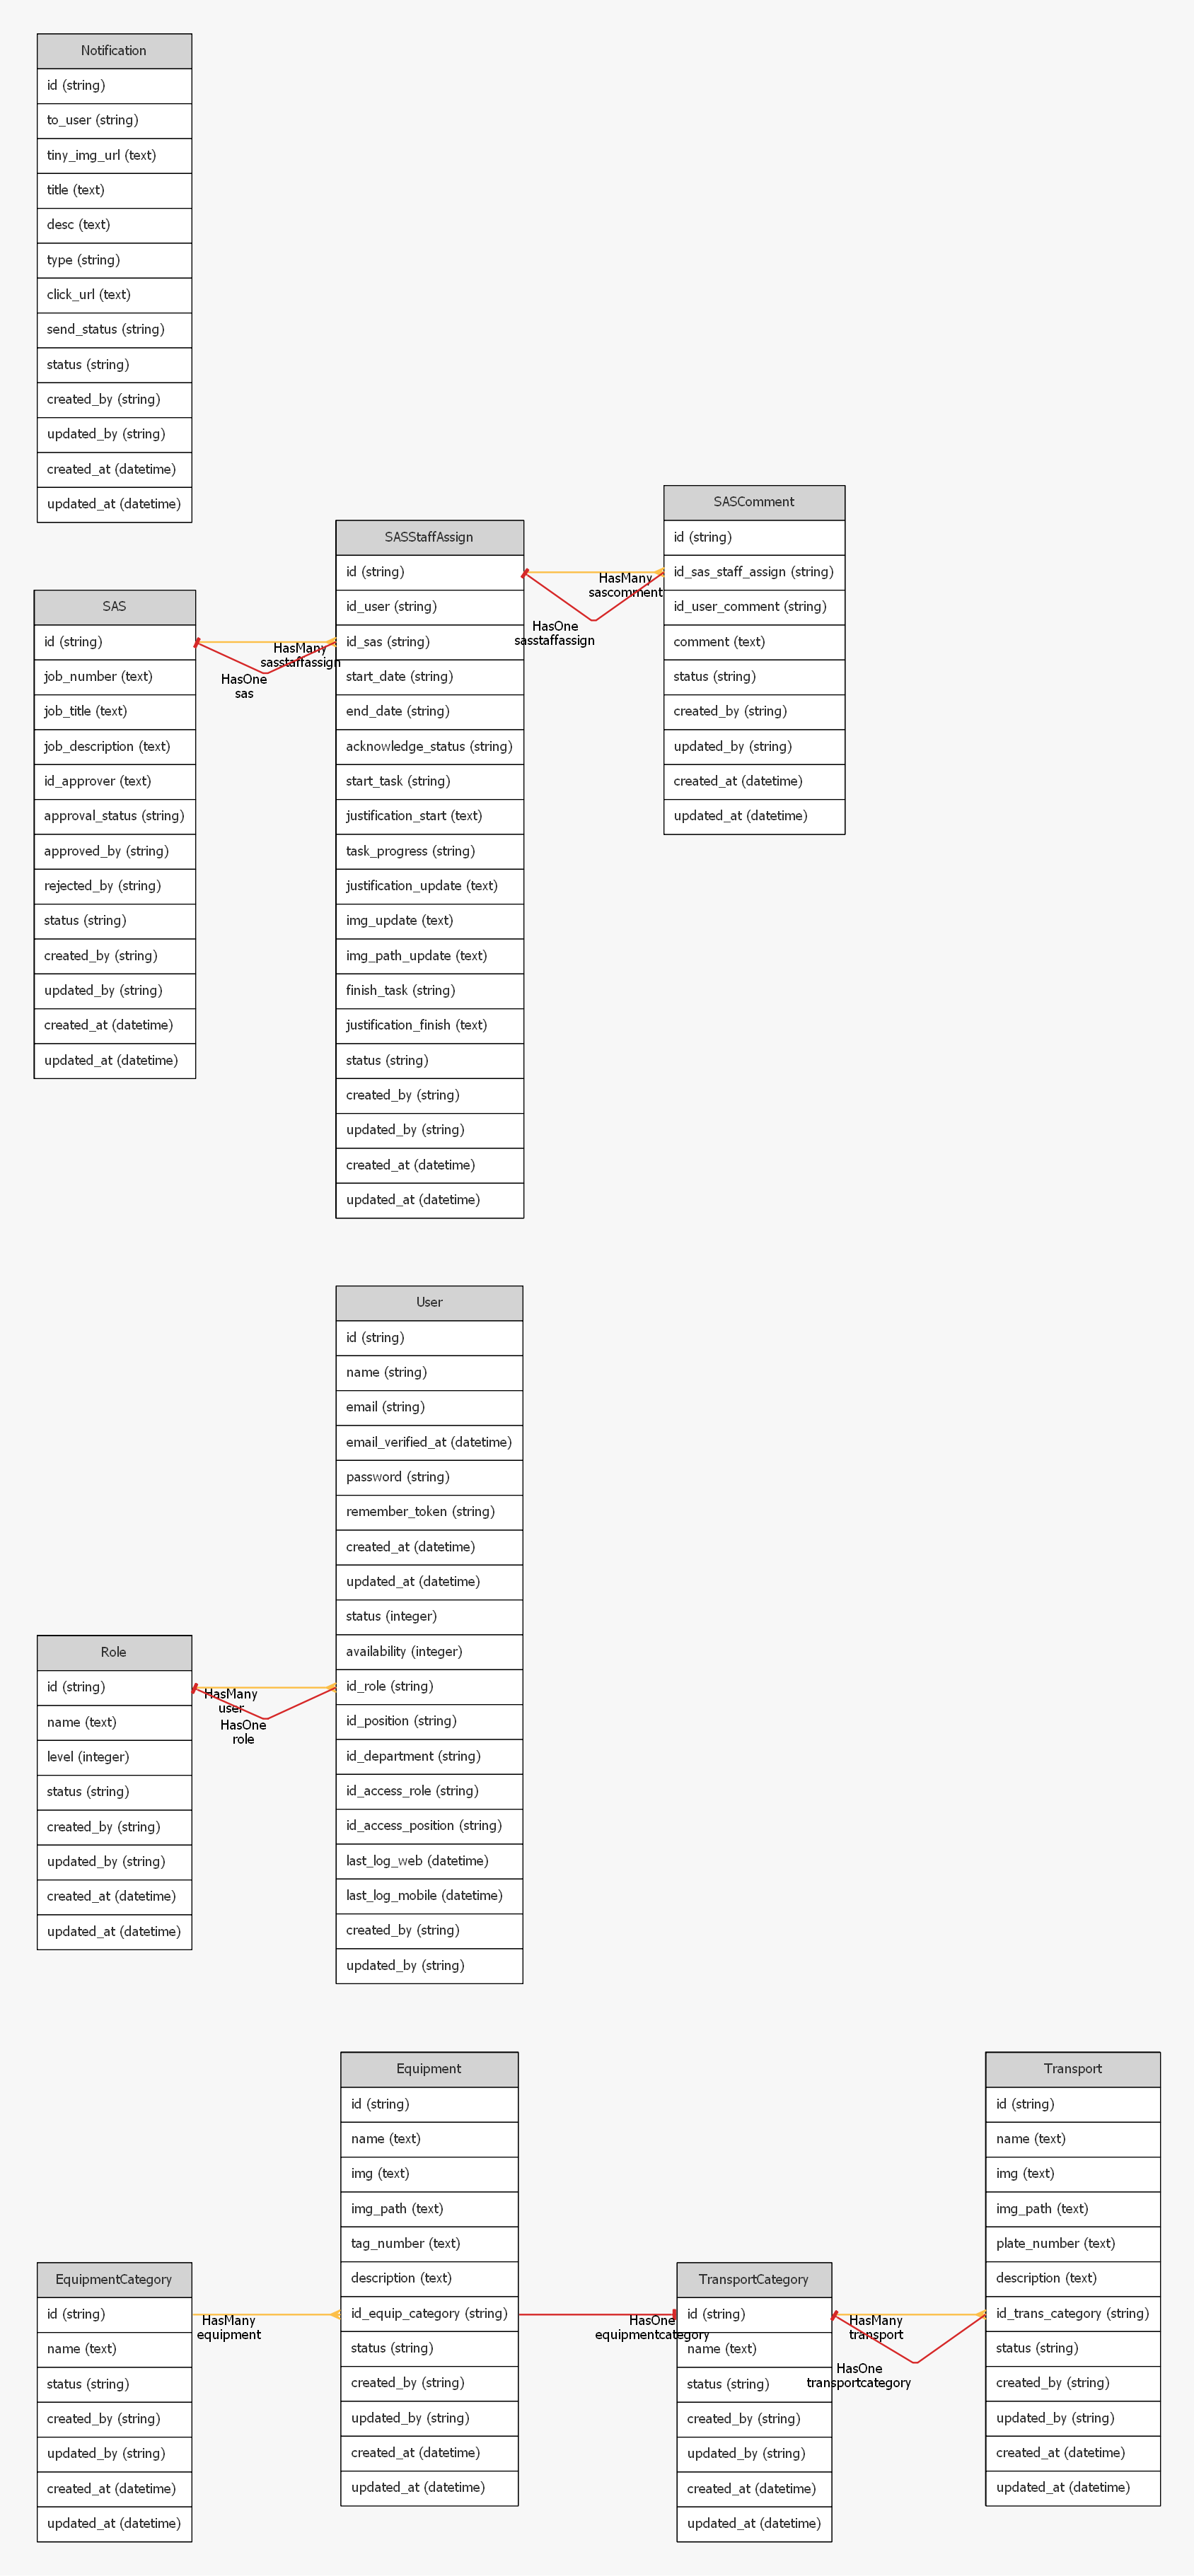 Notification
id (string)
to_user (string)
tiny_img_url (text)
title (text)
desc (text)
type (string)
click_url (text)
send_status (string)
status (string)
created_by (string)
updated_by (string)
created_at (datetime)
updated_at (datetime)
SAS
id (string)
job_number (text)
job_title (text)
job_description (text)
id_approver (text)
approval_status (string)
approved_by (string)
rejected_by (string)
status (string)
created_by (string)
updated_by (string)
created_at (datetime)
updated_at (datetime)
HasMany
sasstaffassign
HasOne
sas
SASStaffAssign
id (string)
id_user (string)
id_sas (string)
start_date (string)
end_date (string)
acknowledge_status (string)
start_task (string)
justification_start (text)
task_progress (string)
justification_update (text)
img_update (text)
img_path_update (text)
finish_task (string)
justification_finish (text)
status (string)
created_by (string)
updated_by (string)
created_at (datetime)
updated_at (datetime)
HasMany
sascomment
HasOne
sasstaffassign
SASComment
id (string)
id_sas_staff_assign (string)
id_user_comment (string)
comment (text)
status (string)
created_by (string)
updated_by (string)
created_at (datetime)
updated_at (datetime)
Role
id (string)
name (text)
level (integer)
status (string)
created_by (string)
updated_by (string)
created_at (datetime)
updated_at (datetime)
HasMany
user
HasOne
role
User
id (string)
name (string)
email (string)
email_verified_at (datetime)
password (string)
remember_token (string)
created_at (datetime)
updated_at (datetime)
status (integer)
availability (integer)
id_role (string)
id_position (string)
id_department (string)
id_access_role (string)
id_access_position (string)
last_log_web (datetime)
last_log_mobile (datetime)
created_by (string)
updated_by (string)
EquipmentCategory
id (string)
name (text)
status (string)
created_by (string)
updated_by (string)
created_at (datetime)
updated_at (datetime)
HasMany
equipment
Equipment
id (string)
name (text)
img (text)
img_path (text)
tag_number (text)
description (text)
id_equip_category (string)
status (string)
created_by (string)
updated_by (string)
created_at (datetime)
updated_at (datetime)
HasOne
equipmentcategory
TransportCategory
id (string)
name (text)
status (string)
created_by (string)
updated_by (string)
created_at (datetime)
updated_at (datetime)
HasMany
transport
HasOne
transportcategory
Transport
id (string)
name (text)
img (text)
img_path (text)
plate_number (text)
description (text)
id_trans_category (string)
status (string)
created_by (string)
updated_by (string)
created_at (datetime)
updated_at (datetime)